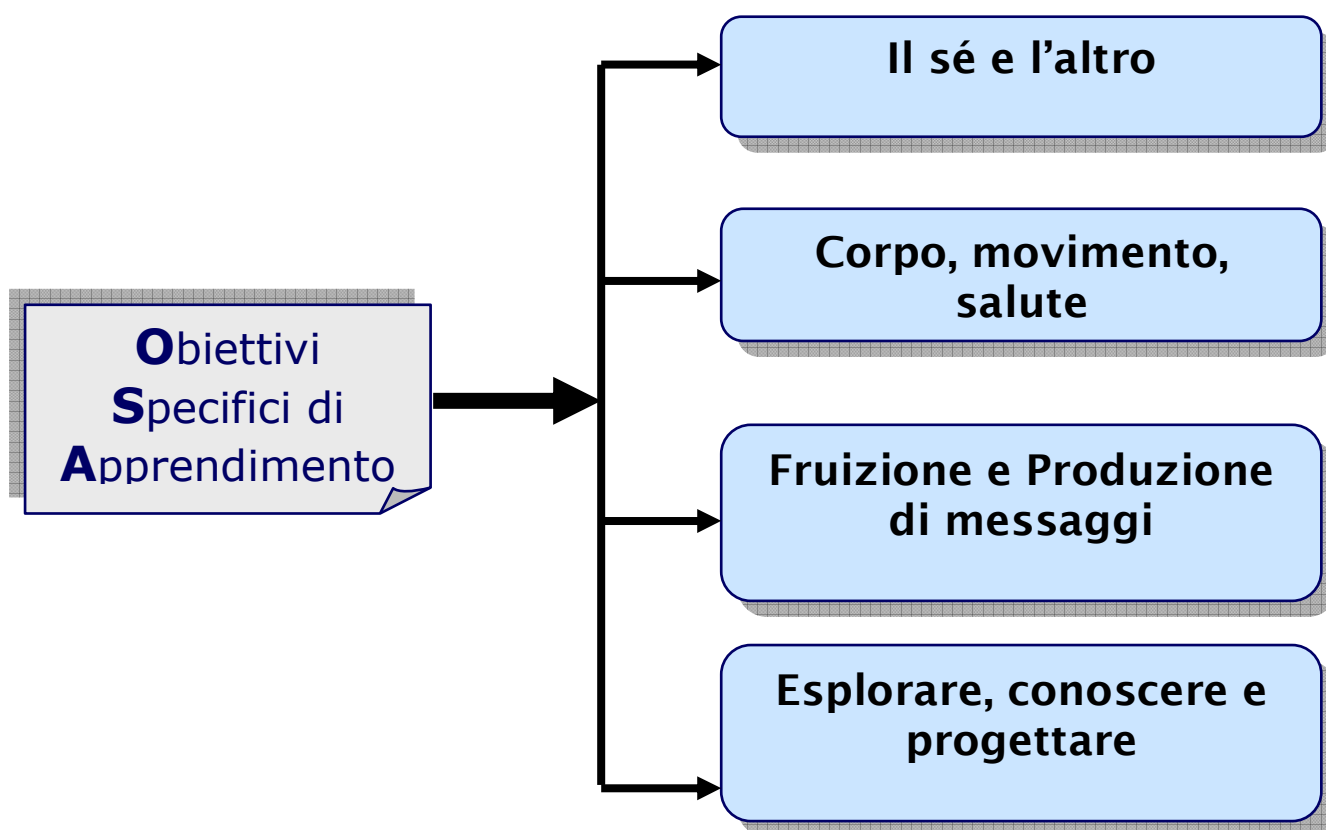 Il sé e l’altro
Corpo, movimento,
salute
Obiettivi
Specifici di
Apprendimento
Fruizione e Produzione
di messaggi
Esplorare, conoscere e
progettare